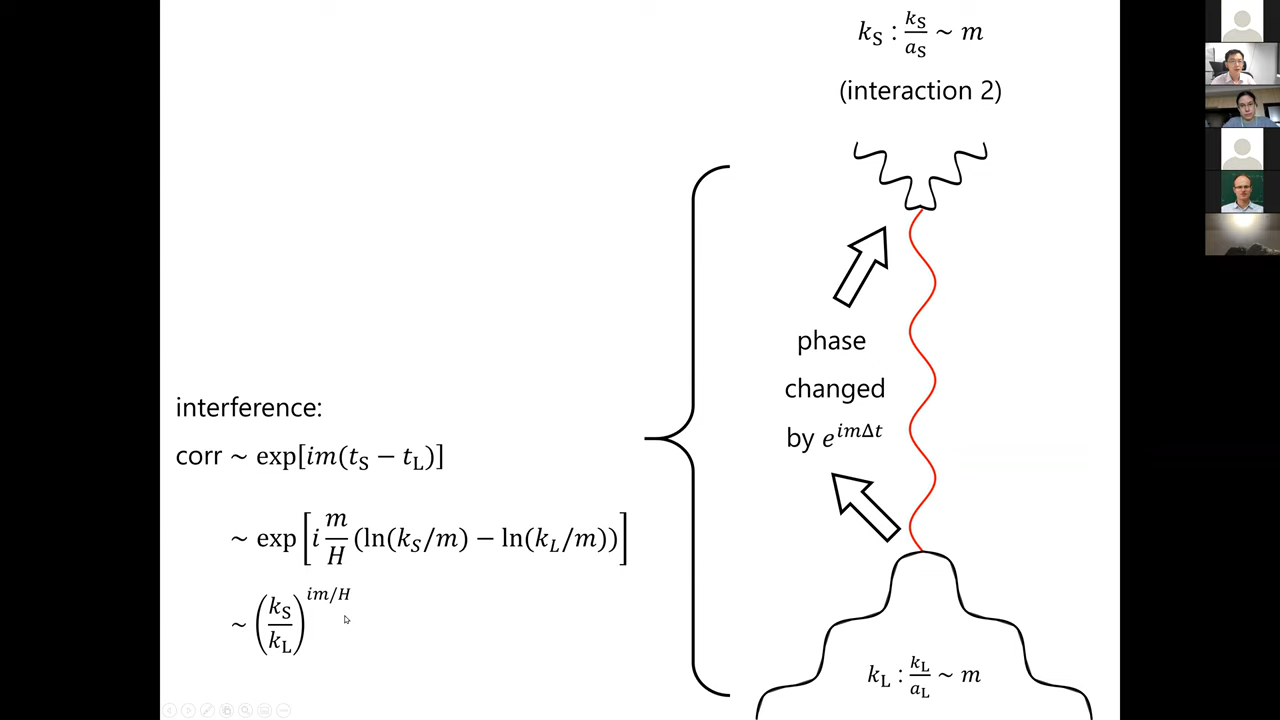 k_S : k_S/a_S ~ m
(interaction 2)
phase
changed
by e^{imΔt}
interference:
corr ~ exp[im(t_S − t_L)]
~ exp[i m/H (ln(k_S/m) − ln(k_L/m))]
~ (k_S/k_L)^{im/H}
k_L : k_L/a_L ~ m